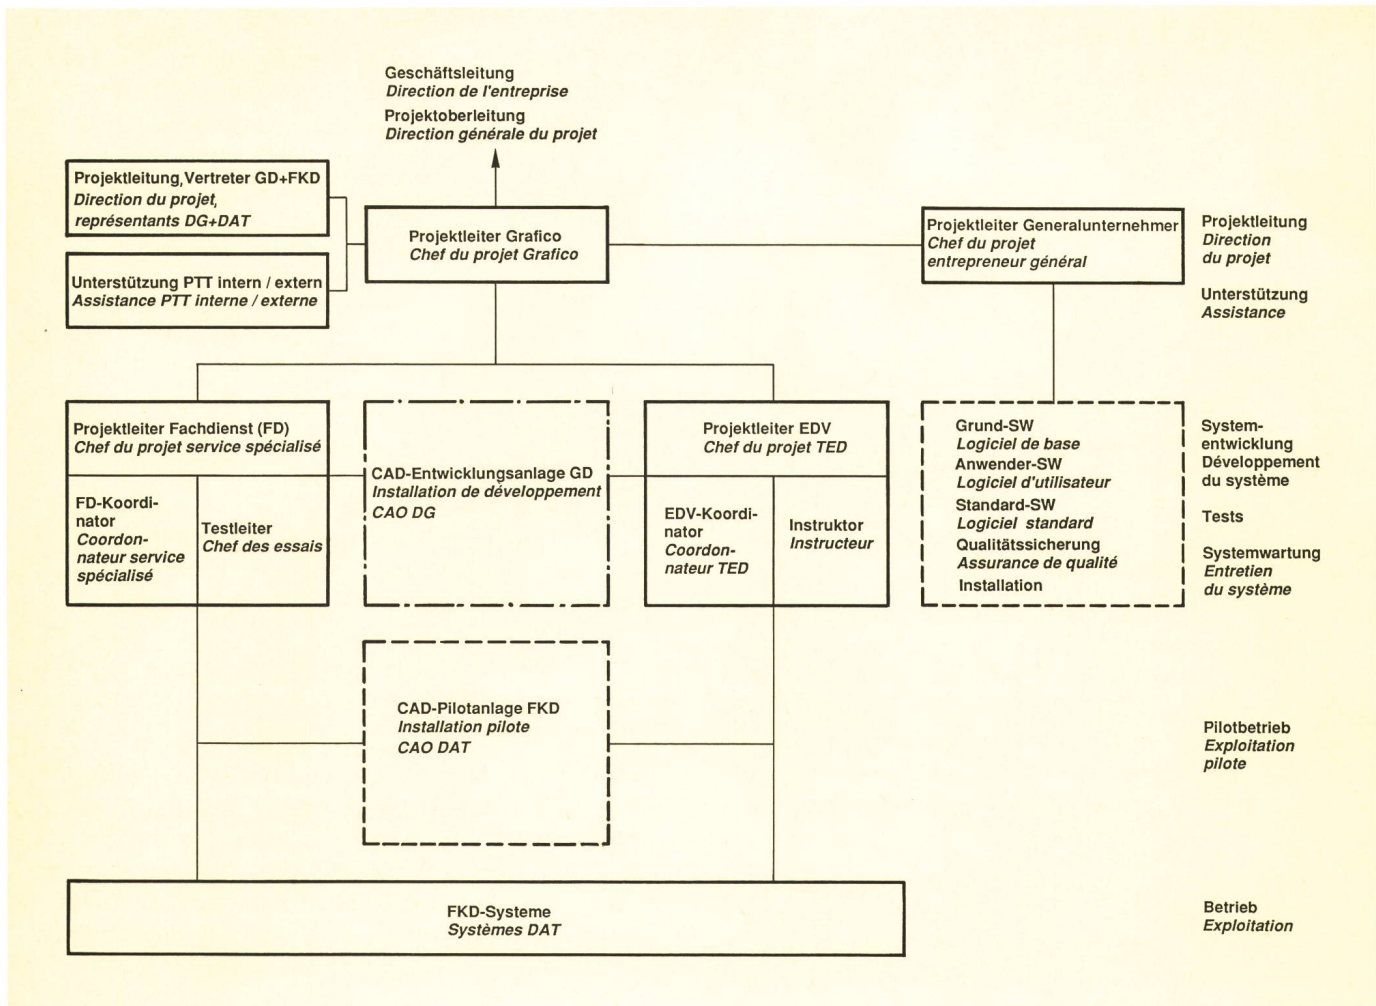 Geschäftsleitung
Direction de l'entreprise
Projektoberleitung
Direction générale du projet
Projektleitung, Vertreter GD+FKD
Direction du projet,
représentants DG+DAT
Unterstützung PTT intern / extern
Assistance PTT interne / externe
Projektleiter Grafico
Chef du projet Grafico
Projektleiter Generalunternehmer
Chef du projet
entrepreneur général
Projektleitung
Direction
du projet
Unterstützung
Assistance
Projektleiter Fachdienst (FD)
Chef du projet service spécialisé
FD-Koordi-
nator
Coordon-
nateur service
spécialisé
Testleiter
Chef des essais
CAD-Entwicklungsanlage GD
Installation de développement
CAO DG
Projektleiter EDV
Chef du projet TED
EDV-Koordi-
nator
Coordon-
nateur TED
Instruktor
Instructeur
Grund-SW
Logiciel de base
Anwender-SW
Logiciel d'utilisateur
Standard-SW
Logiciel standard
Qualitätssicherung
Assurance de qualité
Installation
System-
entwicklung
Développement
du système
Tests
Systemwartung
Entretien
du système
CAD-Pilotanlage FKD
Installation pilote
CAO DAT
Pilotbetrieb
Exploitation
pilote
FKD-Systeme
Systèmes DAT
Betrieb
Exploitation